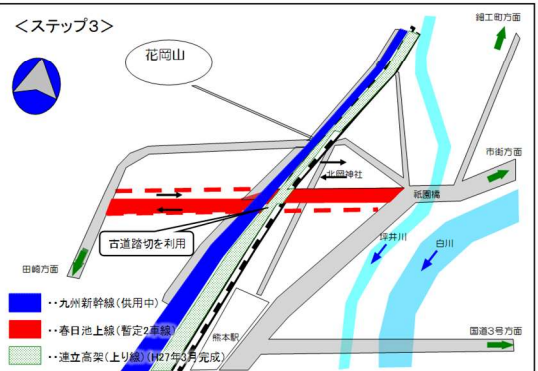 ＜ステップ3＞
花岡山
細工町方面
市街方面
北岡神社
祇園橋
古道踏切を利用
坪井川
白川
田崎方面
熊本駅
国道3号方面
・・九州新幹線(供用中)
・・春日池上線(暫定2車線)
・・連立高架(上り線)(H27年3月完成)